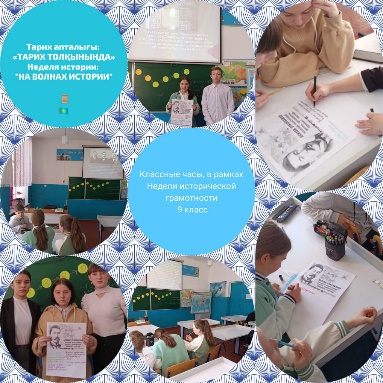 Тарих апталығы:
«ТАРИХ ТОЛҚЫНЫНДА»
Неделя истории:
"НА ВОЛНАХ ИСТОРИИ"
Классные часы, в рамках
Недели исторической
грамотности
9 класс